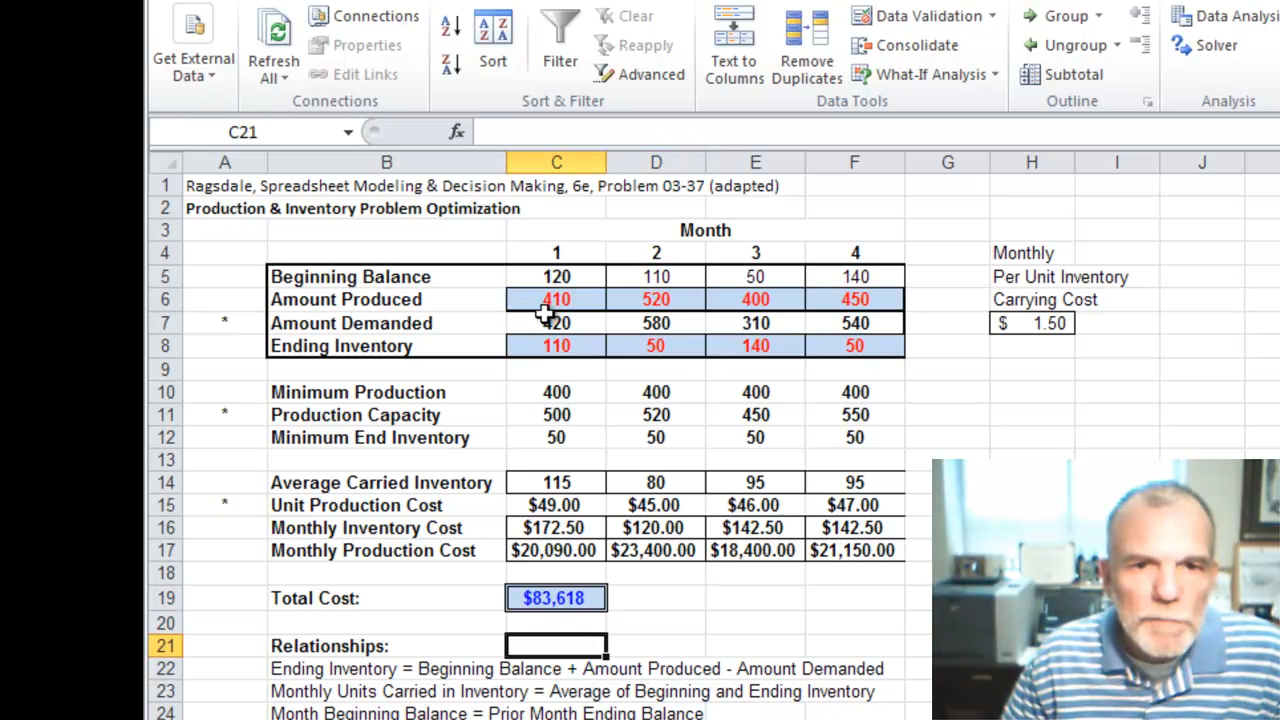 Connections
Properties
Edit Links
Get External Data
Refresh All
Connections
Sort
Filter
Clear
Reapply
Advanced
Sort & Filter
Text to Columns
Remove Duplicates
Data Validation
Consolidate
What-If Analysis
Data Tools
Group
Ungroup
Subtotal
Outline
Data Analysi
Solver
Analysis
C21 fx
A B C D E F G H I J
1 Ragsdale, Spreadsheet Modeling & Decision Making, 6e, Problem 03-37 (adapted)
2 Production & Inventory Problem Optimization
3 Month
4 1 2 3 4 Monthly
5 Beginning Balance 120 110 50 140 Per Unit Inventory
6 Amount Produced 410 520 400 450 Carrying Cost
7 * Amount Demanded 420 580 310 540 $ 1.50
8 Ending Inventory 110 50 140 50
9
10 Minimum Production 400 400 400 400
11 * Production Capacity 500 520 450 550
12 Minimum End Inventory 50 50 50 50
13
14 Average Carried Inventory 115 80 95 95
15 * Unit Production Cost $49.00 $45.00 $46.00 $47.00
16 Monthly Inventory Cost $172.50 $120.00 $142.50 $142.50
17 Monthly Production Cost $20,090.00 $23,400.00 $18,400.00 $21,150.00
18
19 Total Cost: $83,618
20
21 Relationships:
22 Ending Inventory = Beginning Balance + Amount Produced - Amount Demanded
23 Monthly Units Carried in Inventory = Average of Beginning and Ending Inventory
24 Month Beginning Balance = Prior Month Ending Balance